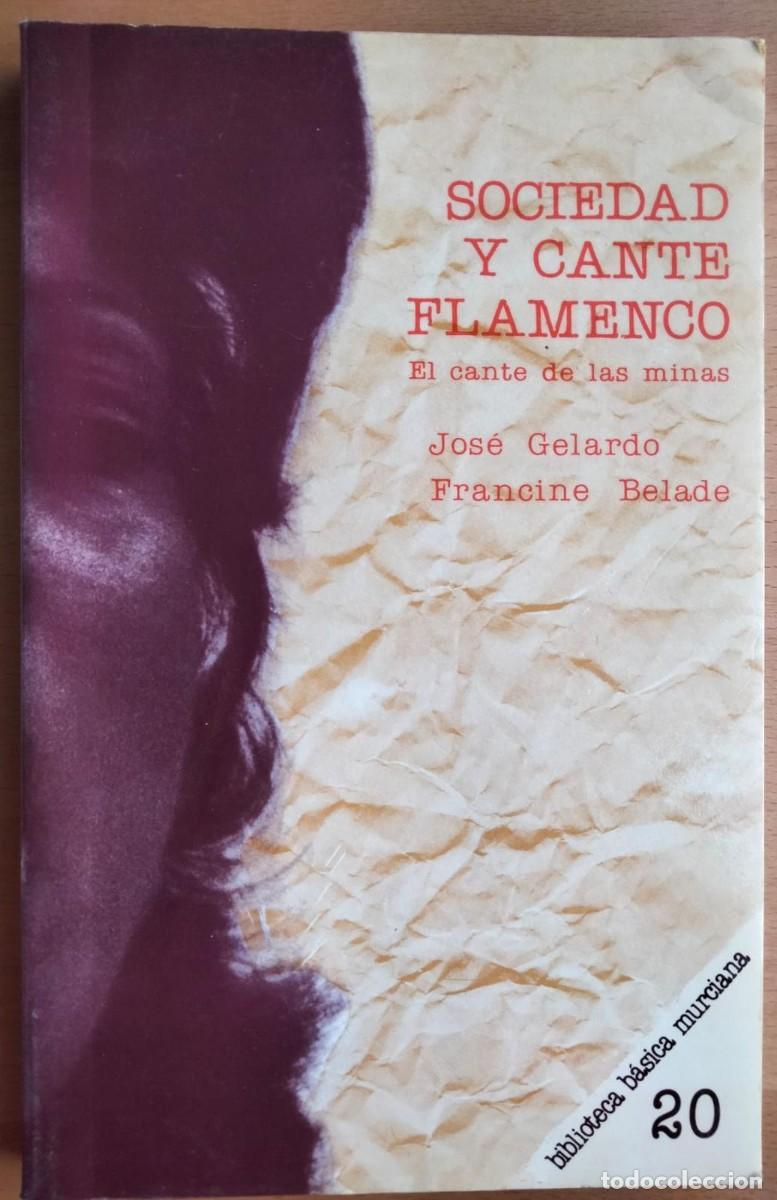 SOCIEDAD
Y CANTE
FLAMENCO
El cante de las minas
José Gelardo
Francine Belade
biblioteca básica murciana
20
todocoleccion